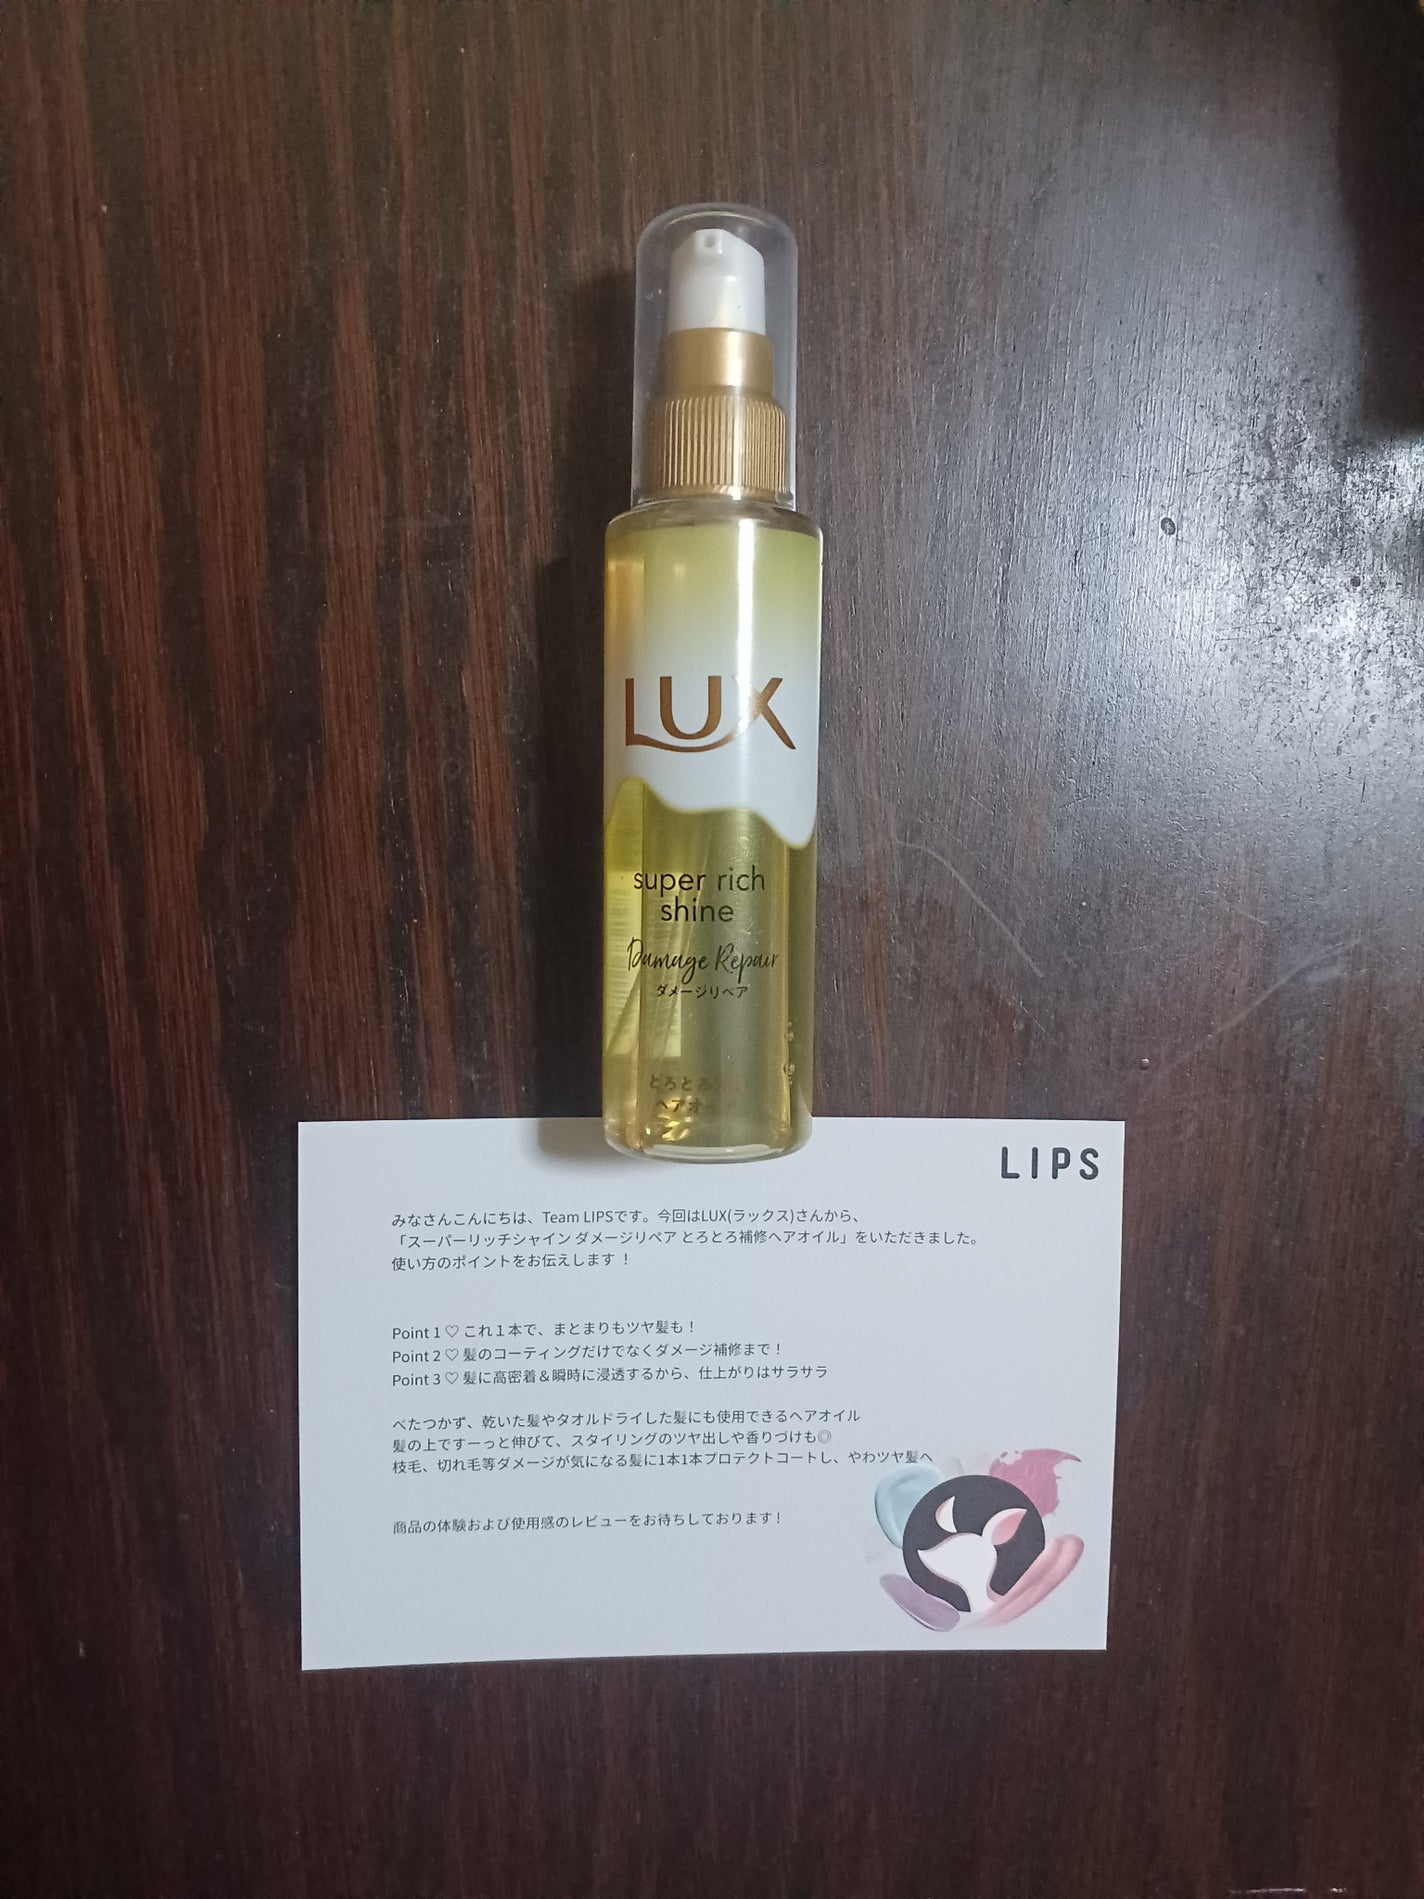 LUX
super rich
shine
Damage Repair
ダメージリペア
とろとろ
ヘアオ
LIPS
みなさんこんにちは、Team LIPSです。今回はLUX(ラックス)さんから、
「スーパーリッチシャイン ダメージリペア とろとろ補修ヘアオイル」をいただきました。
使い方のポイントをお伝えします！
Point 1 ♡ これ１本で、まとまりもツヤ髪も！
Point 2 ♡ 髪のコーティングだけでなくダメージ補修まで！
Point 3 ♡ 髪に高密着＆瞬時に浸透するから、仕上がりはサラサラ
べたつかず、乾いた髪やタオルドライした髪にも使用できるヘアオイル
髪の上ですーっと伸びて、スタイリングのツヤ出しや香りづけも◎
枝毛、切れ毛等ダメージが気になる髪に1本1本プロテクトコートし、やわツヤ髪へ
商品の体験および使用感のレビューをお待ちしております！